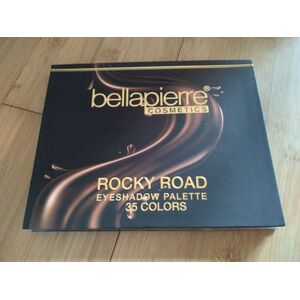 bellapierre®
COSMETICS
ROCKY ROAD
EYESHADOW PALETTE
35 COLORS